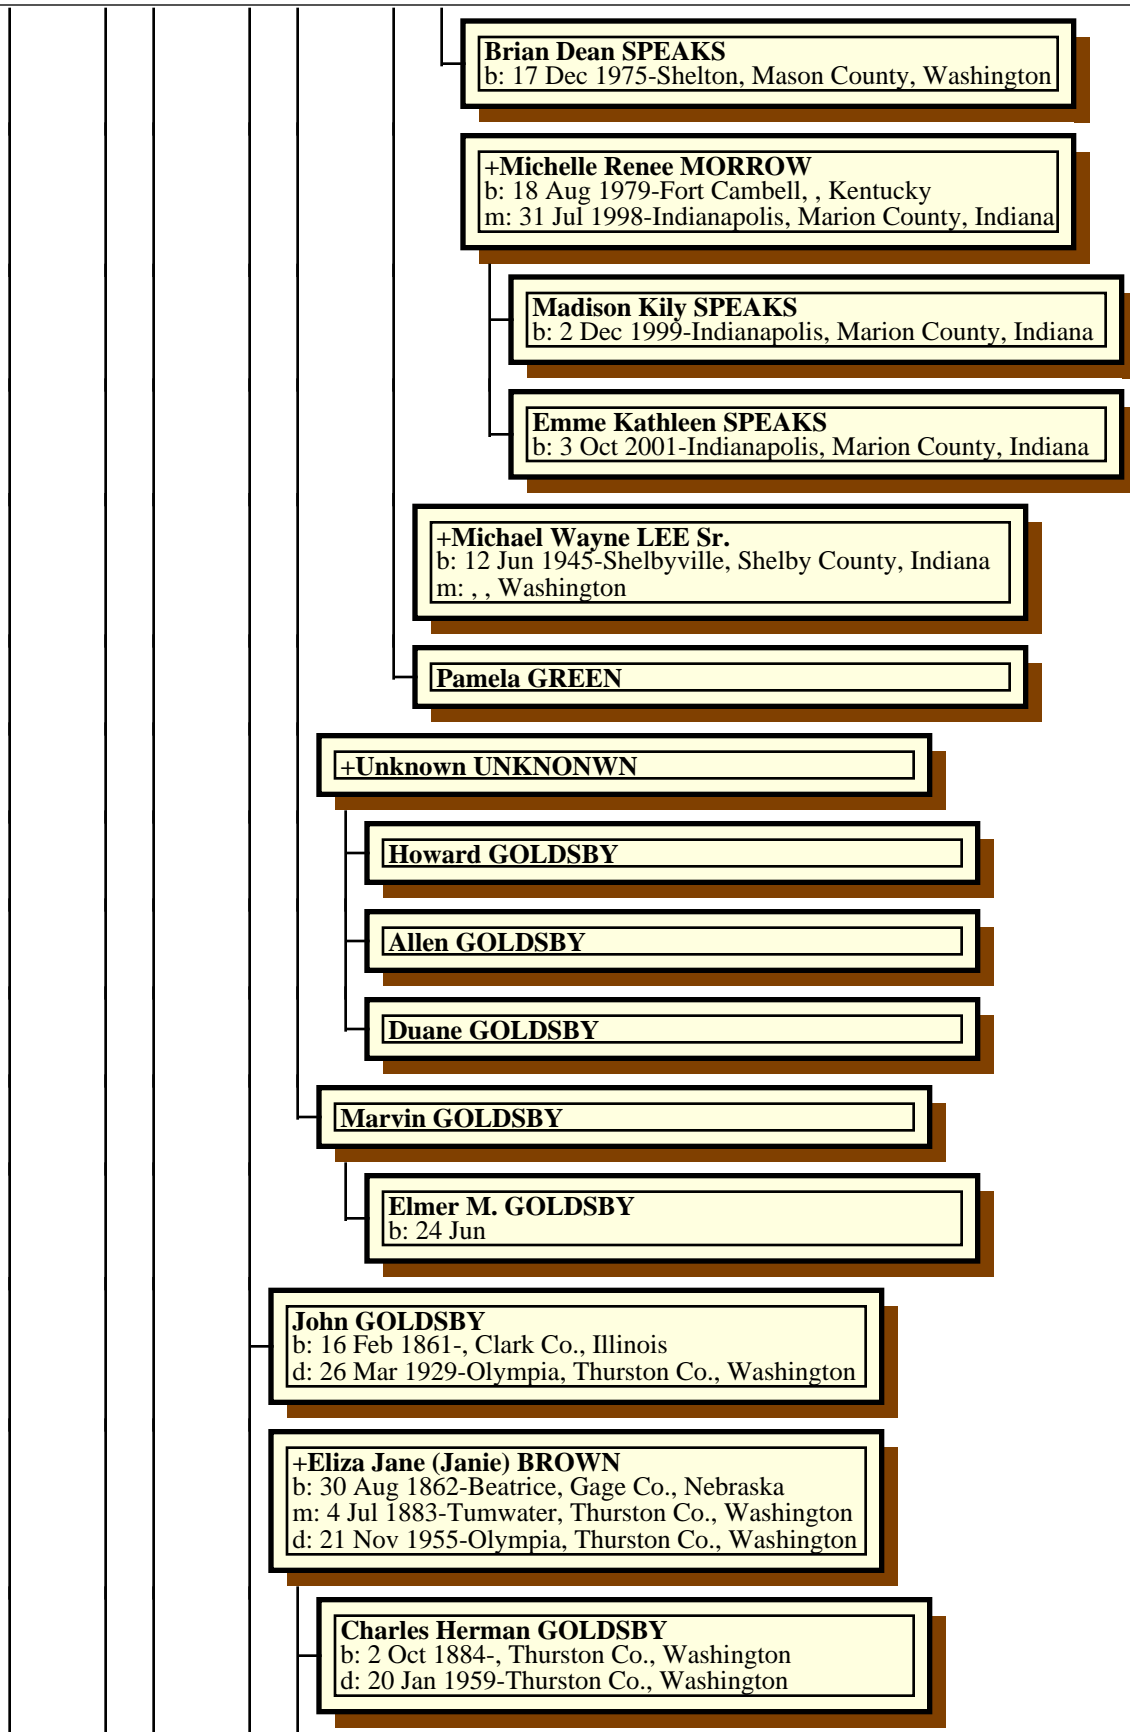 Brian Dean SPEAKS
b: 17 Dec 1975-Shelton, Mason County, Washington
+Michelle Renee MORROW
b: 18 Aug 1979-Fort Cambell, , Kentucky
m: 31 Jul 1998-Indianapolis, Marion County, Indiana
Madison Kily SPEAKS
b: 2 Dec 1999-Indianapolis, Marion County, Indiana
Emme Kathleen SPEAKS
b: 3 Oct 2001-Indianapolis, Marion County, Indiana
+Michael Wayne LEE Sr.
b: 12 Jun 1945-Shelbyville, Shelby County, Indiana
m: , , Washington
Pamela GREEN
+Unknown UNKNONWN
Howard GOLDSBY
Allen GOLDSBY
Duane GOLDSBY
Marvin GOLDSBY
Elmer M. GOLDSBY
b: 24 Jun
John GOLDSBY
b: 16 Feb 1861-, Clark Co., Illinois
d: 26 Mar 1929-Olympia, Thurston Co., Washington
+Eliza Jane (Janie) BROWN
b: 30 Aug 1862-Beatrice, Gage Co., Nebraska
m: 4 Jul 1883-Tumwater, Thurston Co., Washington
d: 21 Nov 1955-Olympia, Thurston Co., Washington
Charles Herman GOLDSBY
b: 2 Oct 1884-, Thurston Co., Washington
d: 20 Jan 1959-Thurston Co., Washington